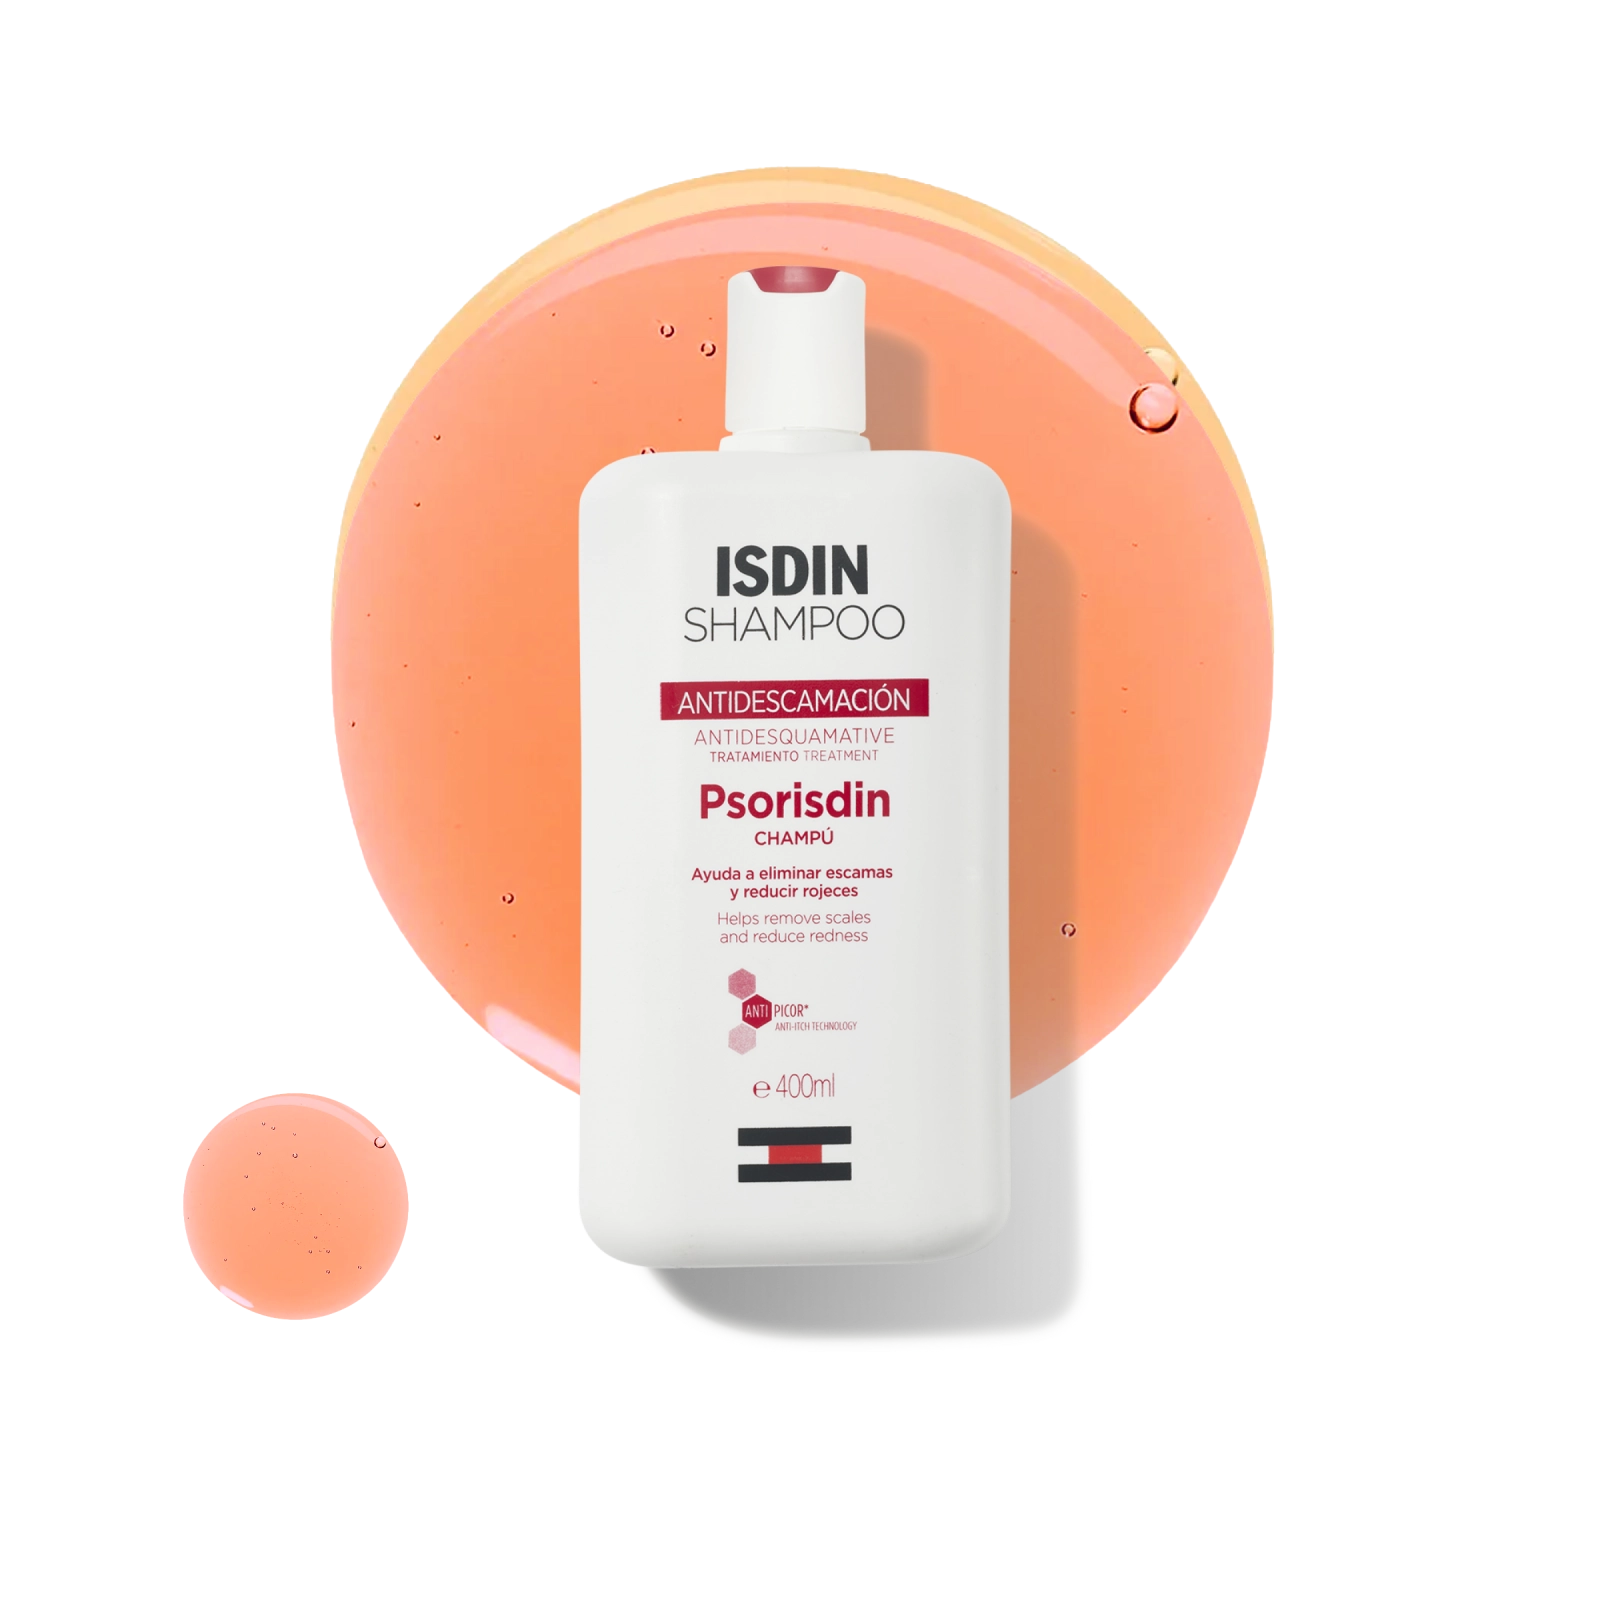 ISDIN
SHAMPOO
ANTIDESCAMACIÓN
ANTIDESQUAMATIVE
TRATAMIENTO TREATMENT
Psorisdin
CHAMPÚ
Ayuda a eliminar escamas
y reducir rojeces
Helps remove scales
and reduce redness
ANTI PICOR*
ANTI-ITCH TECHNOLOGY
℮ 400ml